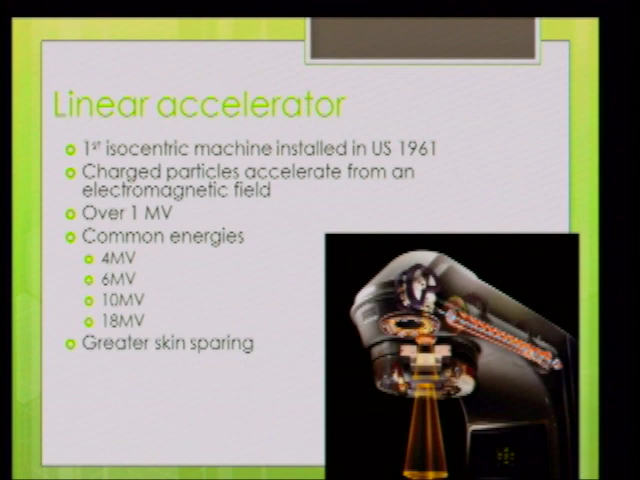 Linear accelerator
1st isocentric machine installed in US 1961
Charged particles accelerate from an
electromagnetic field
Over 1 MV
Common energies
4MV
6MV
10MV
18MV
Greater skin sparing